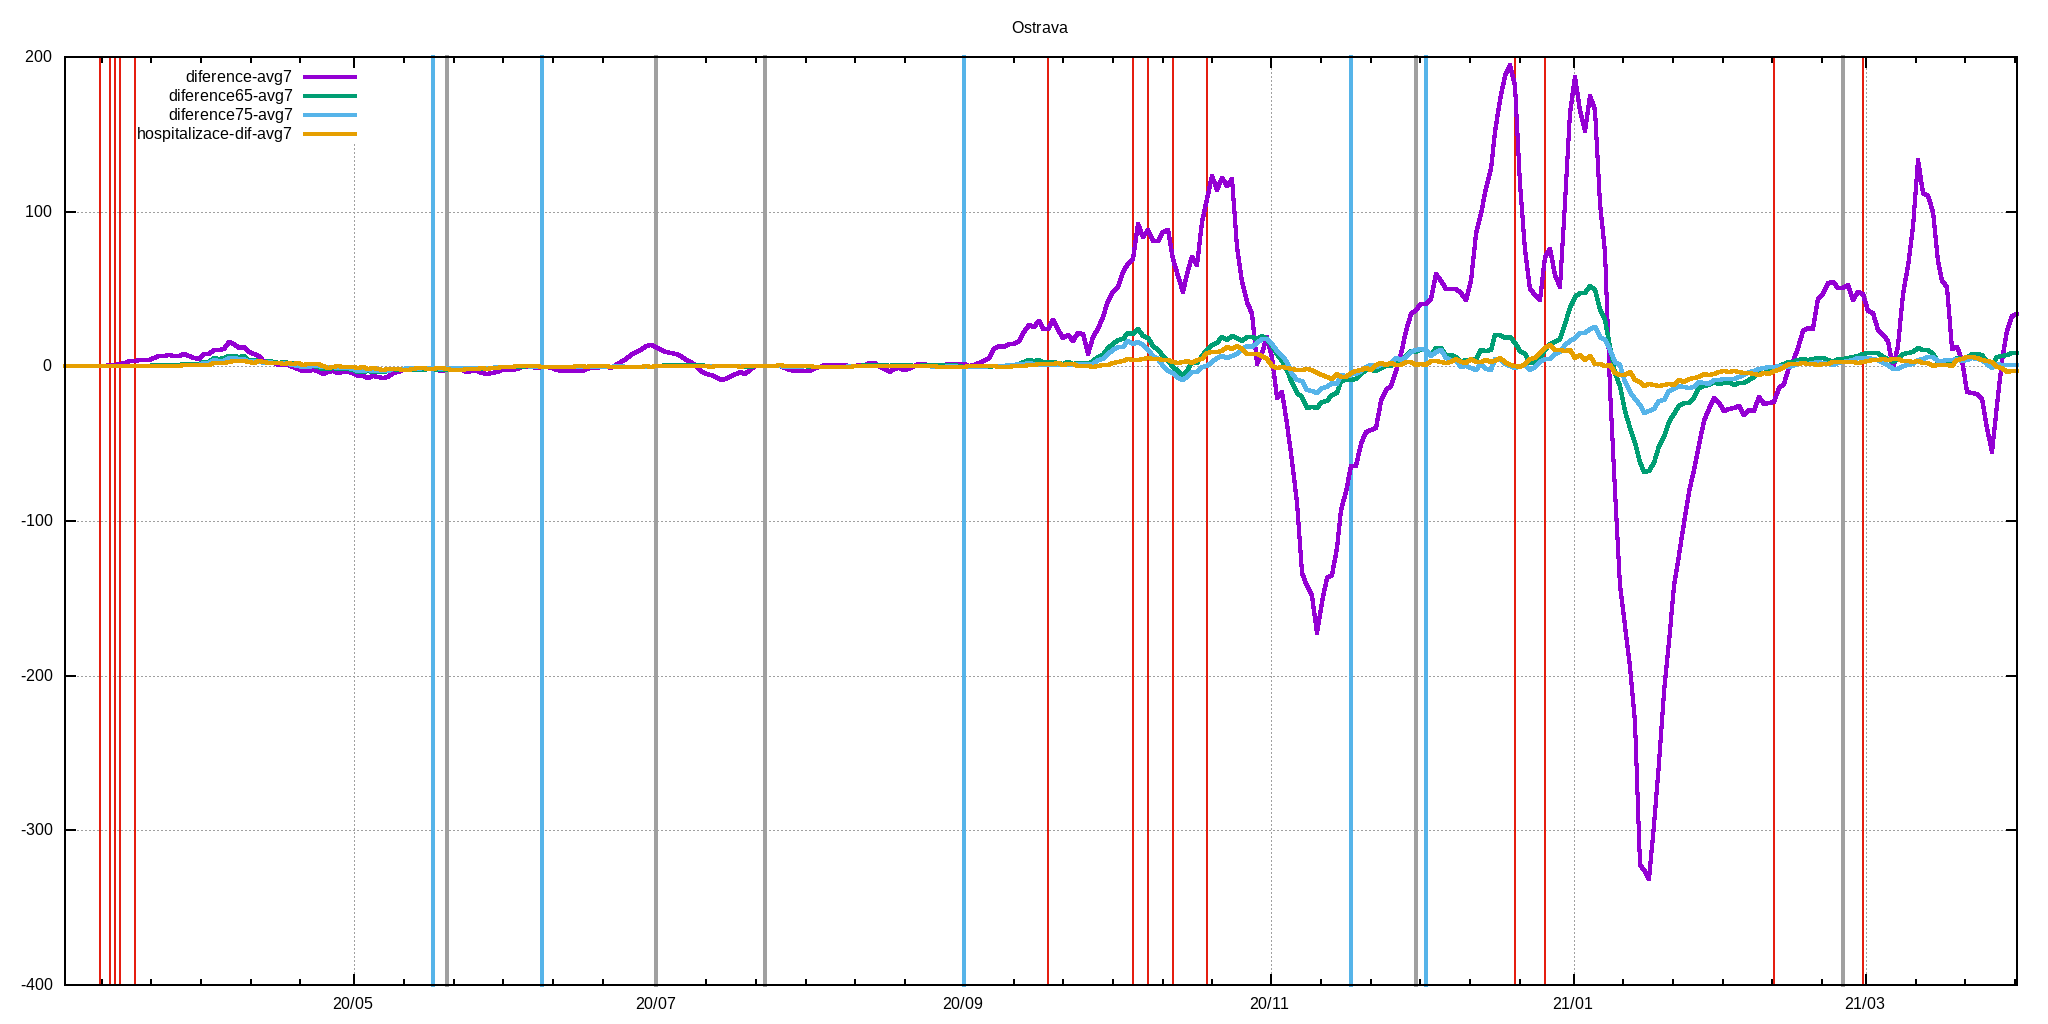 Ostrava
diference-avg7
diference65-avg7
diference75-avg7
hospitalizace-dif-avg7
200
100
0
-100
-200
-300
-400
20/05 20/07 20/09 20/11 21/01 21/03